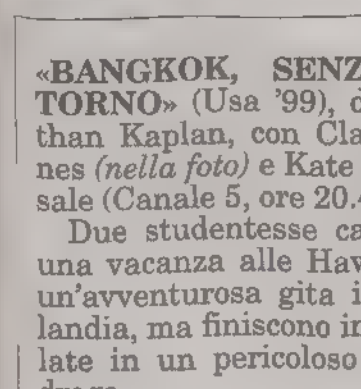 «BANGKOK, SENZ
TORNO» (Usa '99), d
than Kaplan, con Cla
nes (nella foto) e Kate
sale (Canale 5, ore 20.4
Due studentesse ca
una vacanza alle Hav
un'avventurosa gita i
landia, ma finiscono in
late in un pericoloso